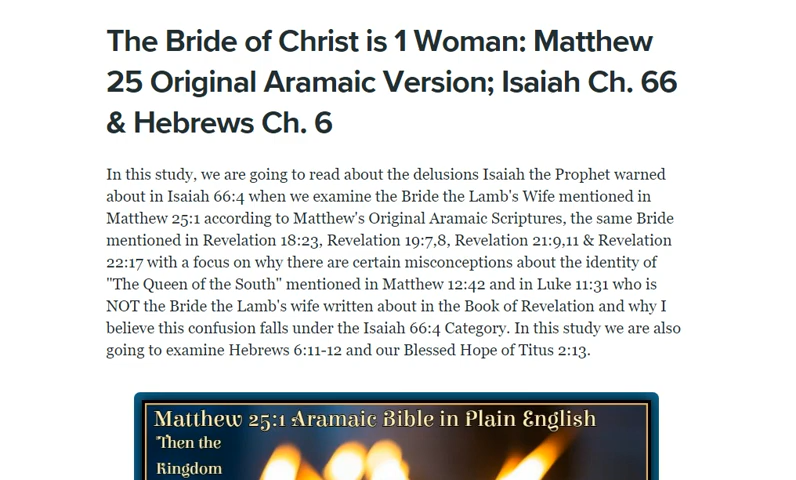 The Bride of Christ is 1 Woman: Matthew
25 Original Aramaic Version; Isaiah Ch. 66
& Hebrews Ch. 6
In this study, we are going to read about the delusions Isaiah the Prophet warned
about in Isaiah 66:4 when we examine the Bride the Lamb's Wife mentioned in
Matthew 25:1 according to Matthew's Original Aramaic Scriptures, the same Bride
mentioned in Revelation 18:23, Revelation 19:7,8, Revelation 21:9,11 & Revelation
22:17 with a focus on why there are certain misconceptions about the identity of
"The Queen of the South" mentioned in Matthew 12:42 and in Luke 11:31 who is
NOT the Bride the Lamb's wife written about in the Book of Revelation and why I
believe this confusion falls under the Isaiah 66:4 Category. In this study we are also
going to examine Hebrews 6:11-12 and our Blessed Hope of Titus 2:13.
Matthew 25:1 Aramaic Bible in Plain English
"Then the
Kingdom